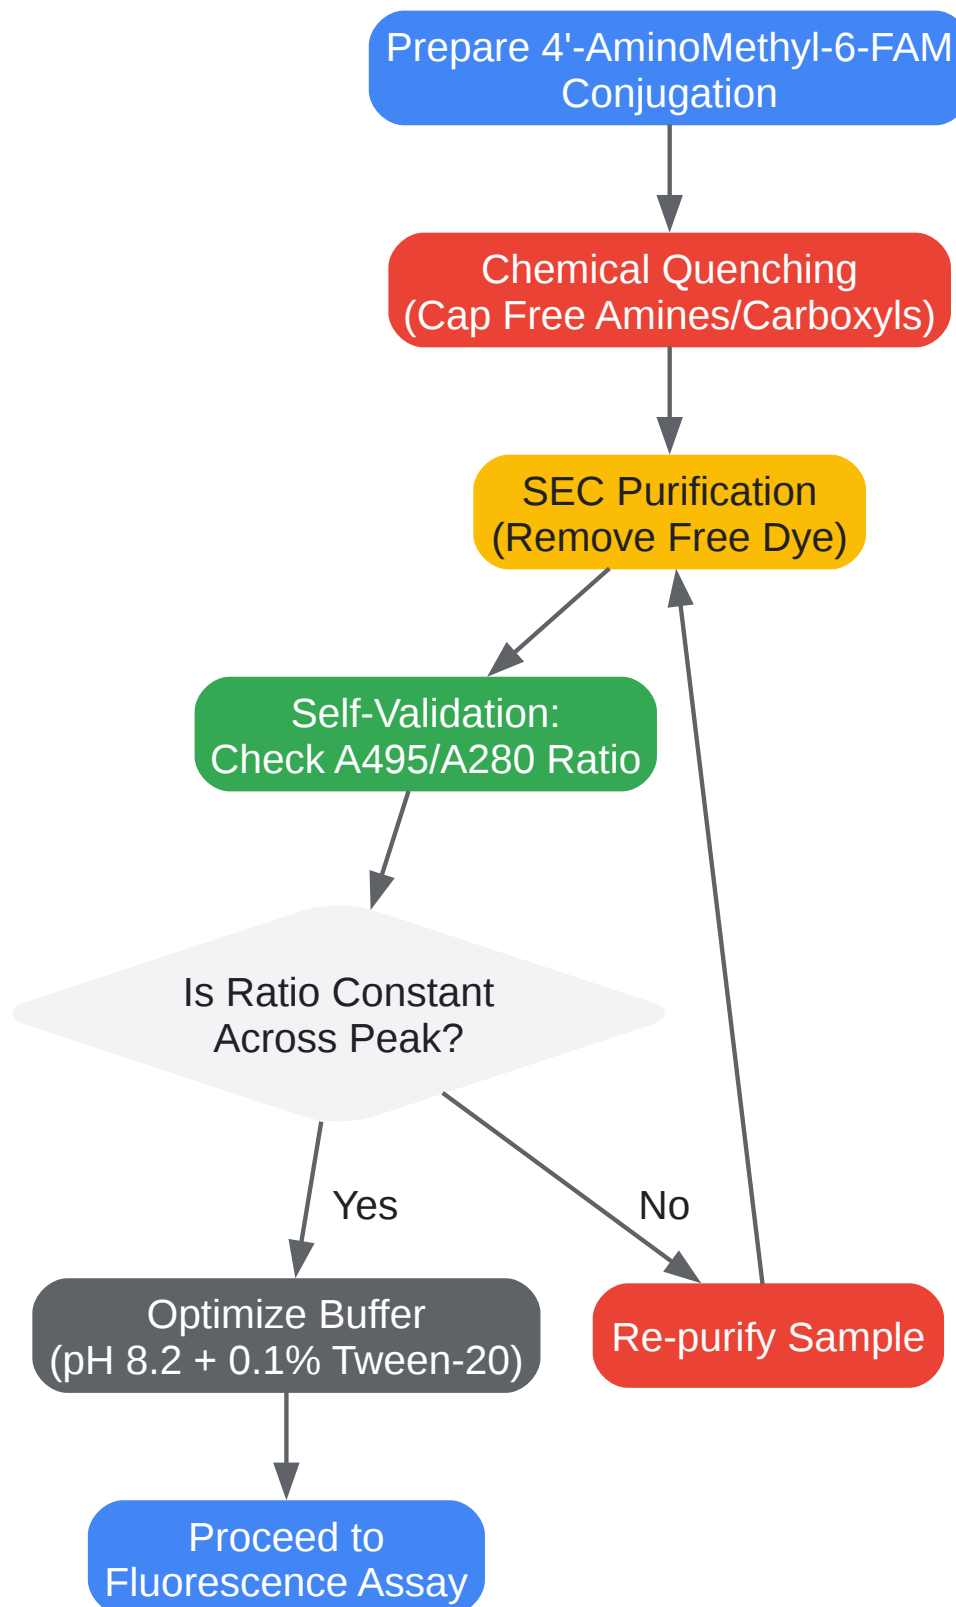 Prepare 4'-AminoMethyl-6-FAM
Conjugation
Chemical Quenching
(Cap Free Amines/Carboxyls)
SEC Purification
(Remove Free Dye)
Self-Validation:
Check A495/A280 Ratio
Is Ratio Constant
Across Peak?
Yes
No
Optimize Buffer
(pH 8.2 + 0.1% Tween-20)
Re-purify Sample
Proceed to
Fluorescence Assay